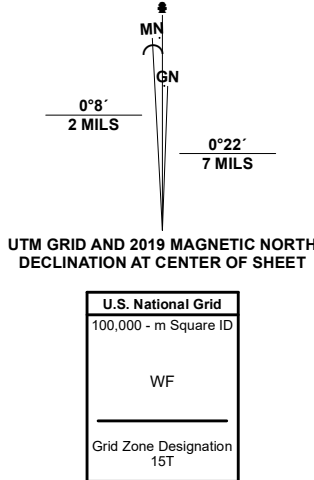 MN
GN
0°8´
2 MILS
0°22´
7 MILS
UTM GRID AND 2019 MAGNETIC NORTH
DECLINATION AT CENTER OF SHEET
U.S. National Grid
100,000 - m Square ID
WF
Grid Zone Designation
15T